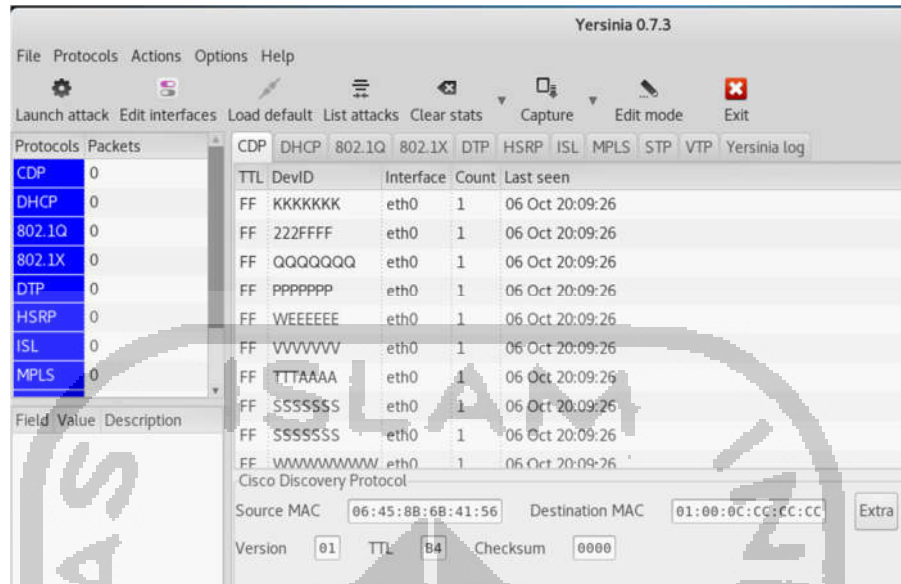 Yersinia 0.7.3
File Protocols Actions Options Help
Launch attack Edit interfaces Load default List attacks Clear stats Capture Edit mode Exit
Protocols Packets
CDP 0
DHCP 0
802.1Q 0
802.1X 0
DTP 0
HSRP 0
ISL 0
MPLS 0
Field Value Description
CDP DHCP 802.1Q 802.1X DTP HSRP ISL MPLS STP VTP Yersinia log
TTL DevID Interface Count Last seen
FF KKKKKKK eth0 1 06 Oct 20:09:26
FF 222FFFF eth0 1 06 Oct 20:09:26
FF QQQQQQQ eth0 1 06 Oct 20:09:26
FF PPPPPPP eth0 1 06 Oct 20:09:26
FF WEEEEEE eth0 1 06 Oct 20:09:26
FF VVVVVVV eth0 1 06 Oct 20:09:26
FF TTTAAAA eth0 1 06 Oct 20:09:26
FF SSSSSSS eth0 1 06 Oct 20:09:26
FF SSSSSSS eth0 1 06 Oct 20:09:26
FF eth0 1 06 Oct 20:09:26
Cisco Discovery Protocol
Source MAC 06:45:8B:6B:41:56 Destination MAC 01:00:0C:CC:CC:CC Extra
Version 01 TTL B4 Checksum 0000
ISLAM